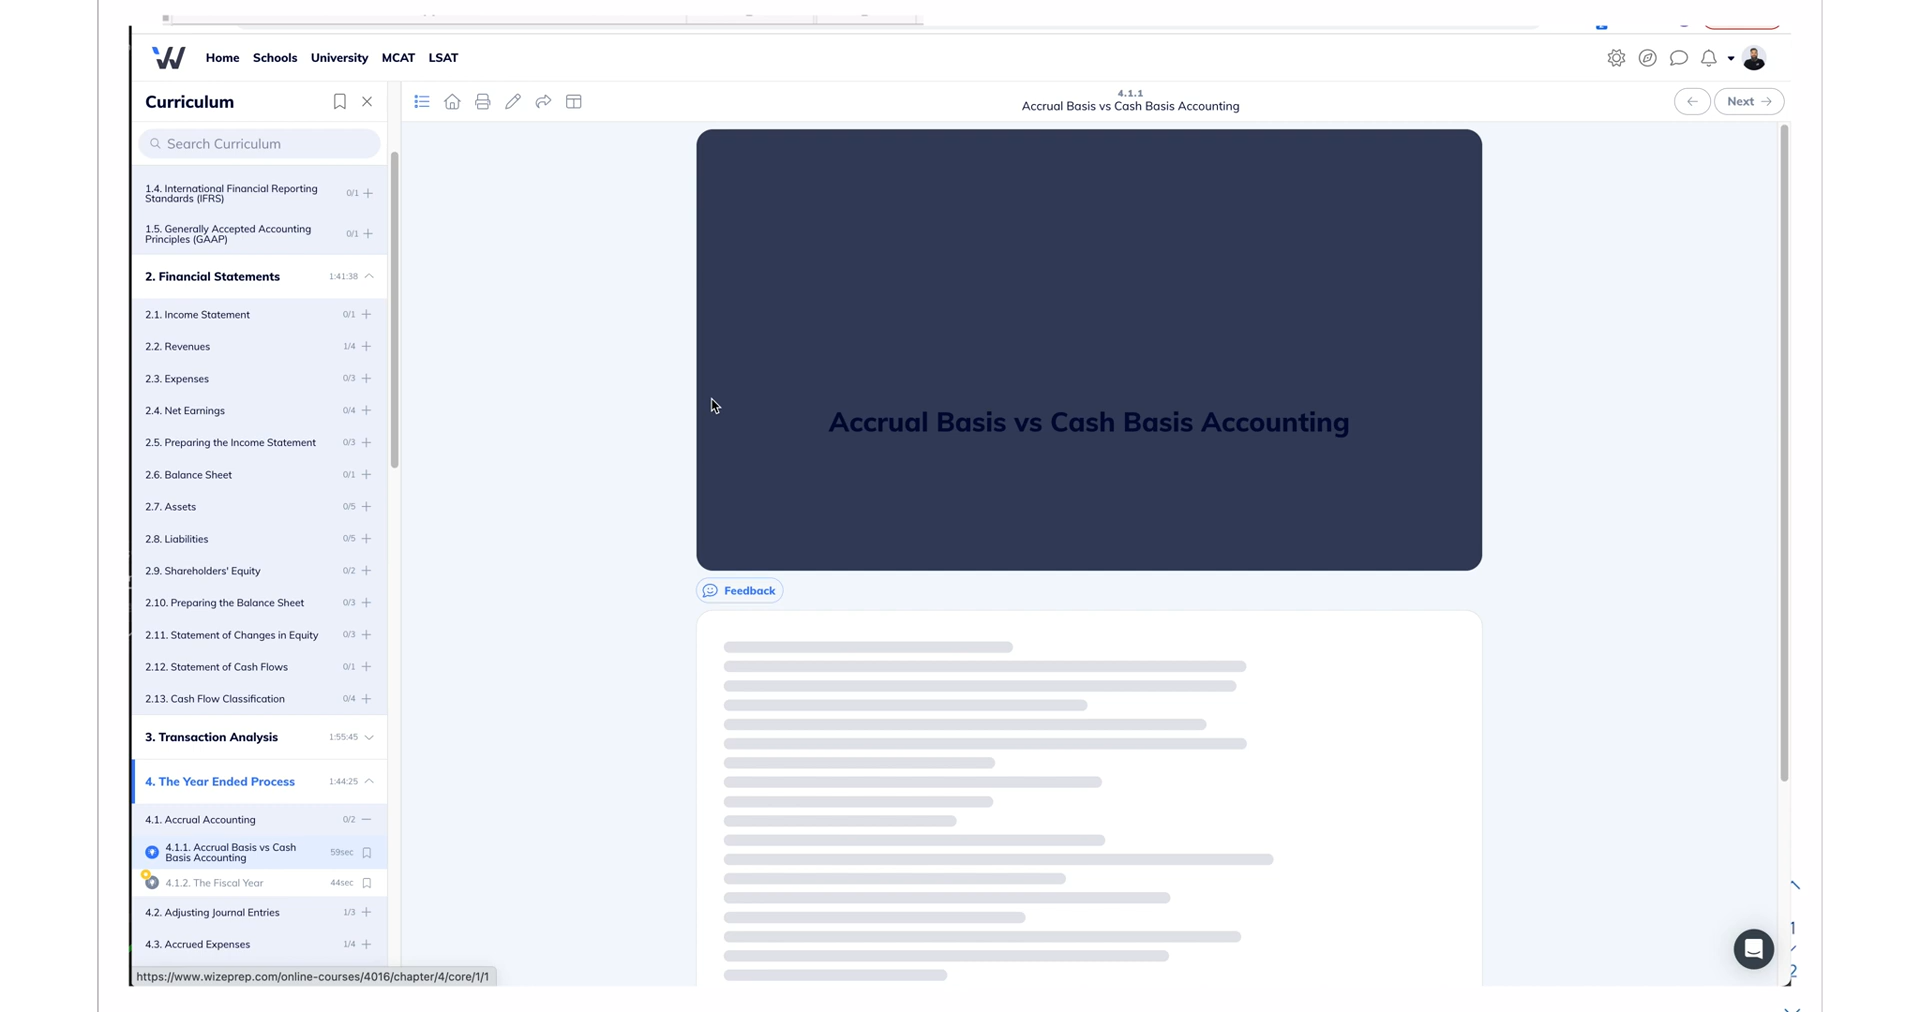 Home Schools University MCAT LSAT
Curriculum
4.1.1
Accrual Basis vs Cash Basis Accounting
Next
Search Curriculum
1.4. International Financial Reporting
Standards (IFRS)
0/1
1.5. Generally Accepted Accounting
Principles (GAAP)
0/1
2. Financial Statements 1:41:38
2.1. Income Statement 0/1
2.2. Revenues 1/4
2.3. Expenses 0/3
2.4. Net Earnings 0/4
2.5. Preparing the Income Statement 0/3
2.6. Balance Sheet 0/1
2.7. Assets 0/5
2.8. Liabilities 0/5
2.9. Shareholders' Equity 0/2
2.10. Preparing the Balance Sheet 0/3
2.11. Statement of Changes in Equity 0/3
2.12. Statement of Cash Flows 0/1
2.13. Cash Flow Classification 0/4
3. Transaction Analysis 1:55:45
4. The Year Ended Process 1:44:25
4.1. Accrual Accounting 0/2
4.1.1. Accrual Basis vs Cash
Basis Accounting
59sec
4.1.2. The Fiscal Year 44sec
4.2. Adjusting Journal Entries 1/3
4.3. Accrued Expenses 1/4
https://www.wizeprep.com/online-courses/4016/chapter/4/core/1/1
Accrual Basis vs Cash Basis Accounting
Feedback
1
2